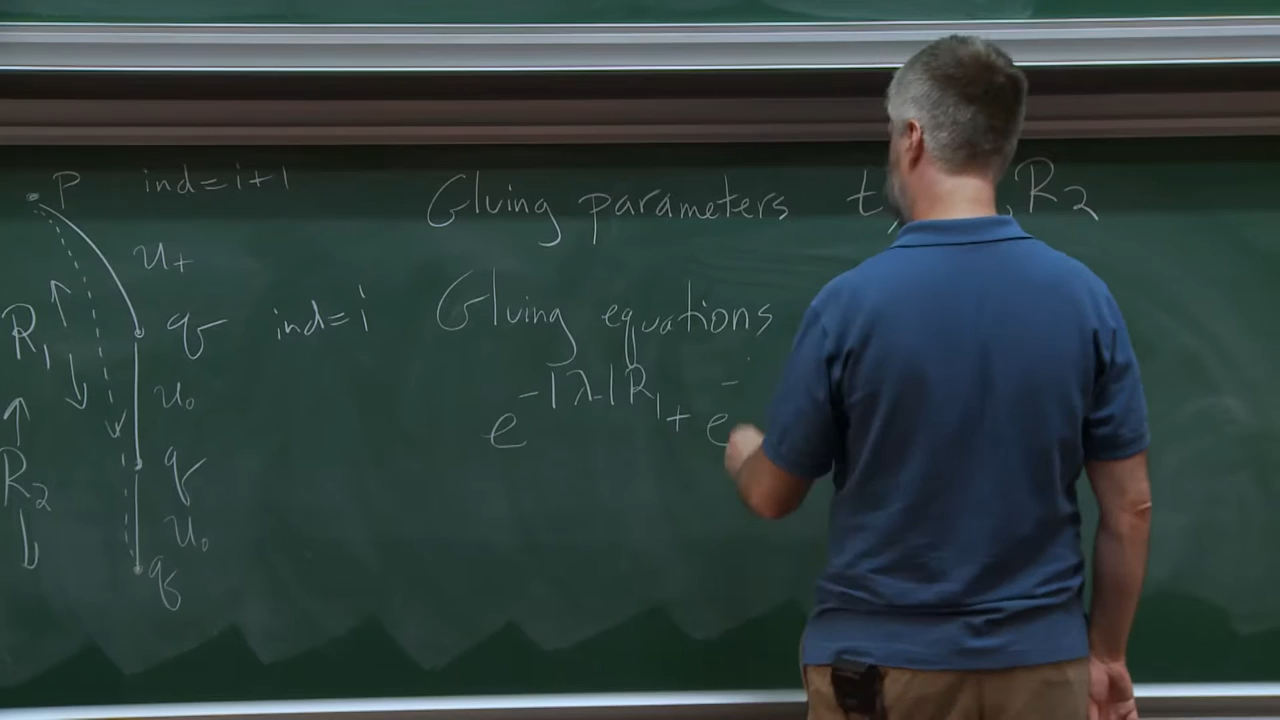 P ind = i+1
u₊
R₁
q ind = i
u₀
R₂
q
u₀
q
Gluing parameters t, , R₂
Gluing equations
e^{-|λ-|R₁} + e^{-